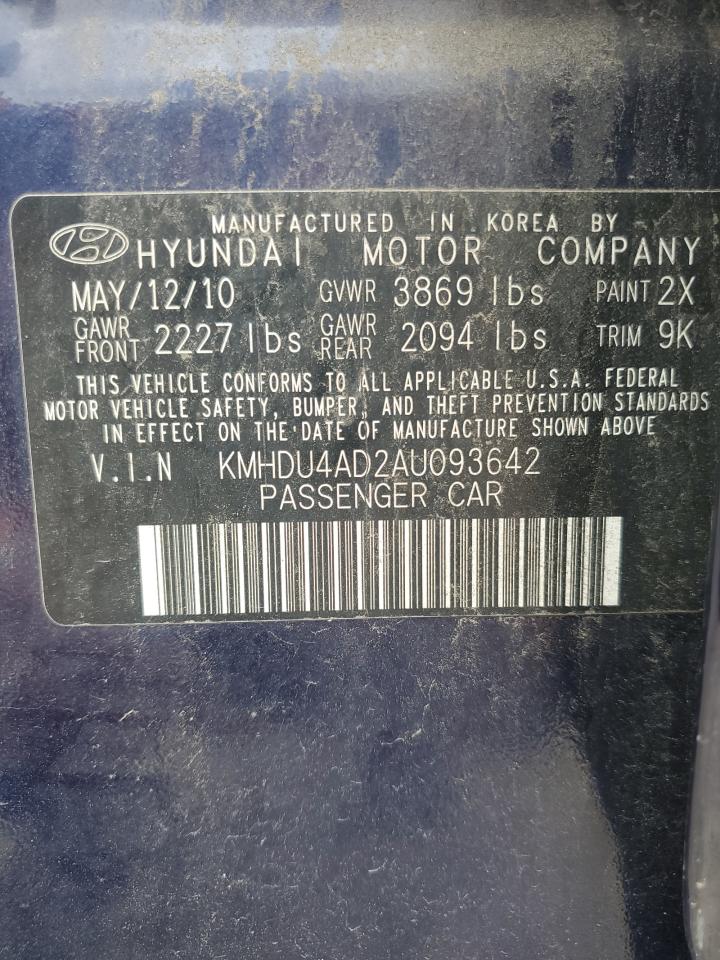 MANUFACTURED IN KOREA BY
HYUNDAI MOTOR COMPANY
MAY/12/10 GVWR 3869 lbs PAINT 2X
GAWR FRONT 2227 lbs GAWR REAR 2094 lbs TRIM 9K
THIS VEHICLE CONFORMS TO ALL APPLICABLE U.S.A. FEDERAL
MOTOR VEHICLE SAFETY, BUMPER, AND THEFT PREVENTION STANDARDS
IN EFFECT ON THE DATE OF MANUFACTURE SHOWN ABOVE
V.I.N KMHDU4AD2AU093642
PASSENGER CAR